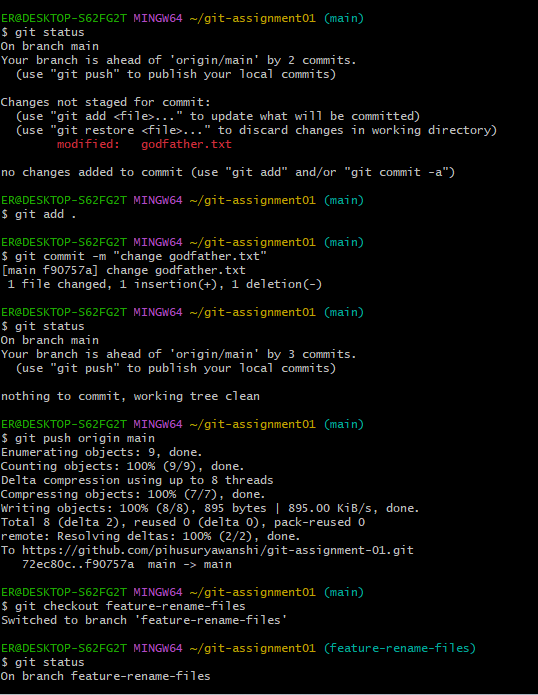 ER@DESKTOP-S62FG2T MINGW64 ~/git-assignment01 (main)
$ git status
On branch main
Your branch is ahead of 'origin/main' by 2 commits.
  (use "git push" to publish your local commits)

Changes not staged for commit:
  (use "git add <file>..." to update what will be committed)
  (use "git restore <file>..." to discard changes in working directory)
        modified:   godfather.txt

no changes added to commit (use "git add" and/or "git commit -a")

ER@DESKTOP-S62FG2T MINGW64 ~/git-assignment01 (main)
$ git add .

ER@DESKTOP-S62FG2T MINGW64 ~/git-assignment01 (main)
$ git commit -m "change godfather.txt"
[main f90757a] change godfather.txt
 1 file changed, 1 insertion(+), 1 deletion(-)

ER@DESKTOP-S62FG2T MINGW64 ~/git-assignment01 (main)
$ git status
On branch main
Your branch is ahead of 'origin/main' by 3 commits.
  (use "git push" to publish your local commits)

nothing to commit, working tree clean

ER@DESKTOP-S62FG2T MINGW64 ~/git-assignment01 (main)
$ git push origin main
Enumerating objects: 9, done.
Counting objects: 100% (9/9), done.
Delta compression using up to 8 threads
Compressing objects: 100% (7/7), done.
Writing objects: 100% (8/8), 895 bytes | 895.00 KiB/s, done.
Total 8 (delta 2), reused 0 (delta 0), pack-reused 0
remote: Resolving deltas: 100% (2/2), done.
To https://github.com/pihusuryawanshi/git-assignment-01.git
   72ec80c..f90757a  main -> main

ER@DESKTOP-S62FG2T MINGW64 ~/git-assignment01 (main)
$ git checkout feature-rename-files
Switched to branch 'feature-rename-files'

ER@DESKTOP-S62FG2T MINGW64 ~/git-assignment01 (feature-rename-files)
$ git status
On branch feature-rename-files